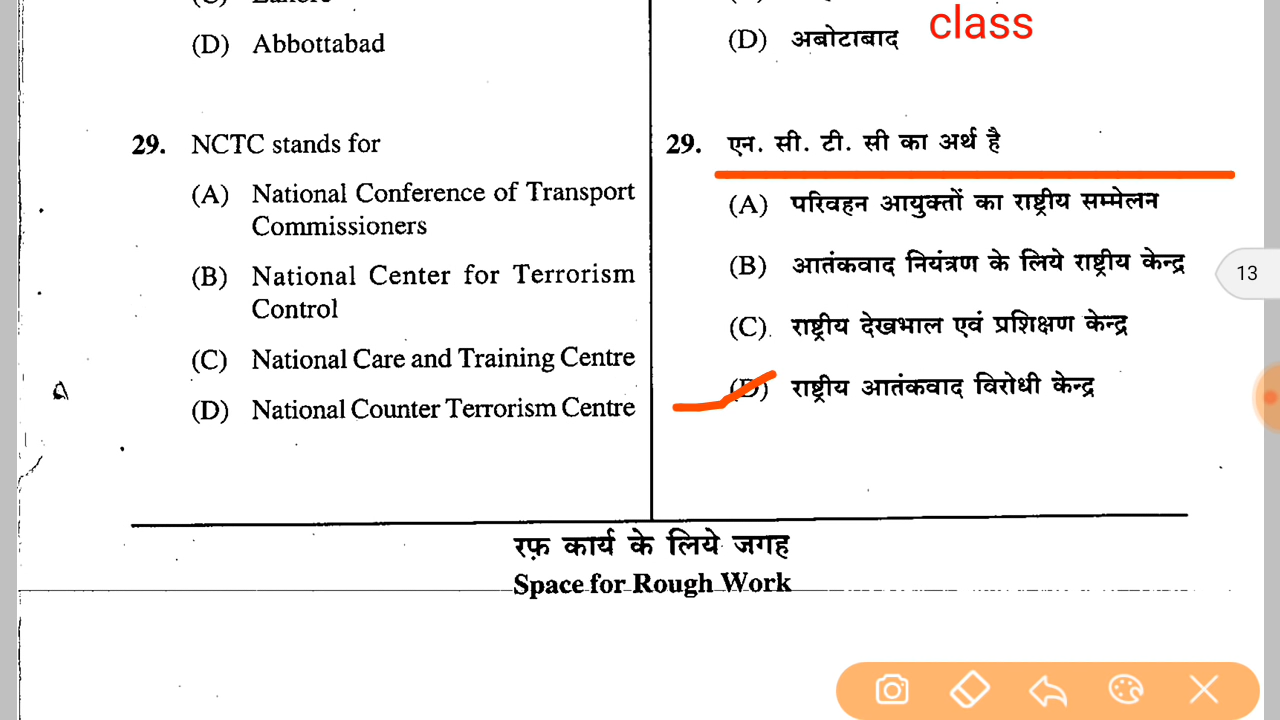 (D) Abbottabad
29. NCTC stands for
(A) National Conference of Transport
Commissioners
(B) National Center for Terrorism
Control
(C) National Care and Training Centre
(D) National Counter Terrorism Centre
class
(D) अबोटाबाद
29. एन. सी. टी. सी का अर्थ है
(A) परिवहन आयुक्तों का राष्ट्रीय सम्मेलन
(B) आतंकवाद नियंत्रण के लिये राष्ट्रीय केन्द्र
(C) राष्ट्रीय देखभाल एवं प्रशिक्षण केन्द्र
(D) राष्ट्रीय आतंकवाद विरोधी केन्द्र
13
रफ़ कार्य के लिये जगह
Space for Rough Work